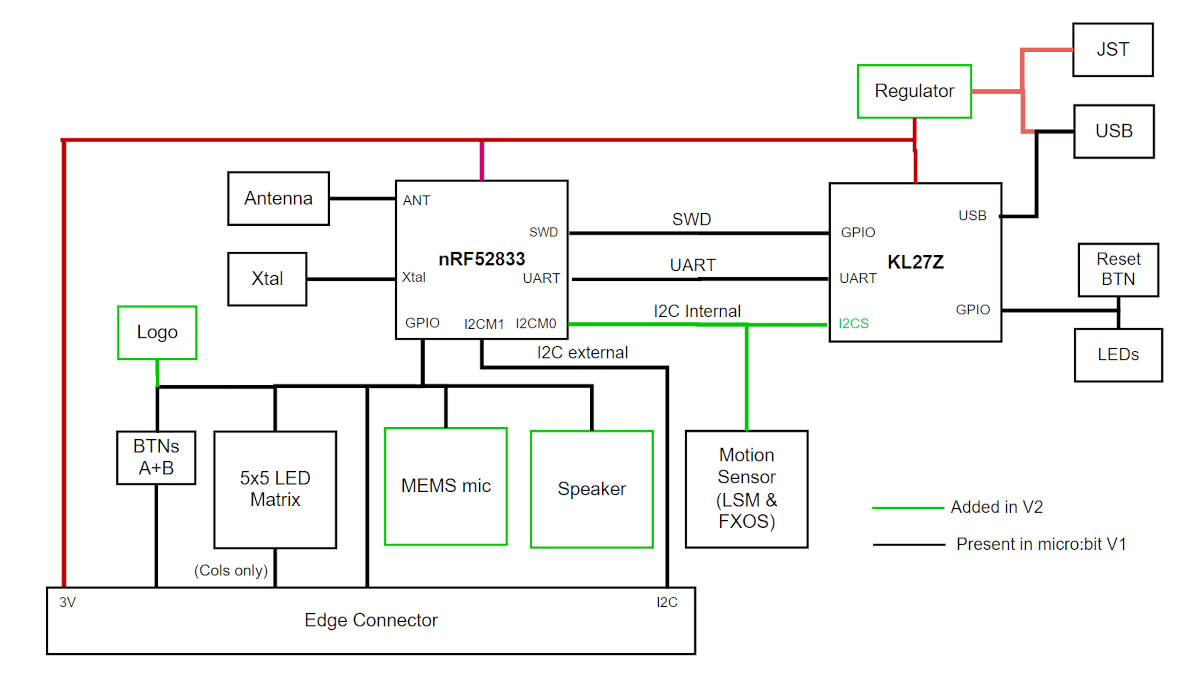 JST
Regulator
USB
Antenna
ANT
SWD
USB
SWD
GPIO
nRF52833
KL27Z
Reset
BTN
Xtal
Xtal
UART
UART
UART
GPIO
I2C Internal
Logo
GPIO
I2CM1
I2CM0
I2CS
I2C external
LEDs
BTNs
A+B
5x5 LED
Matrix
MEMS mic
Speaker
Motion
Sensor
(LSM &
FXOS)
Added in V2
Present in micro:bit V1
(Cols only)
3V
I2C
Edge Connector